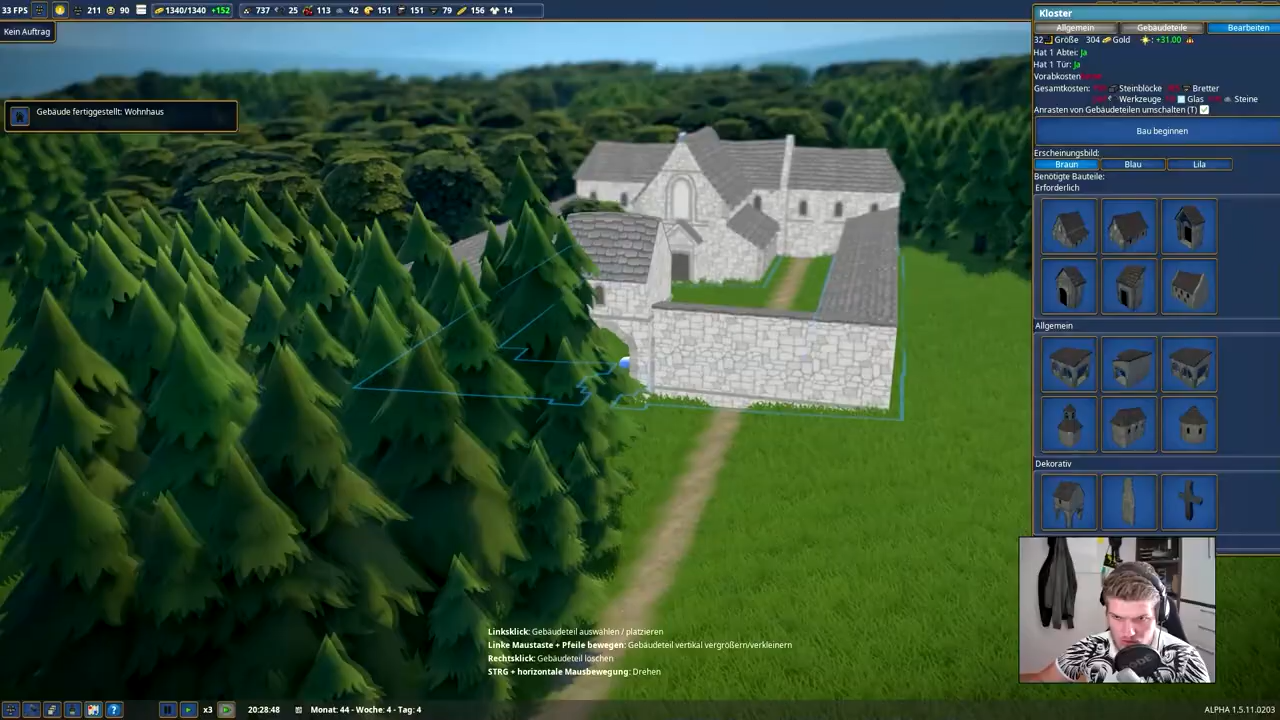 33 FPS 211 90 1340/1340 +152 737 25 113 42 151 151 79 156 14
Kein Auftrag
Gebäude fertiggestellt: Wohnhaus
Kloster
Allgemein Gebäudeteile Bearbeiten
32 Größe 304 Gold : +31.00
Hat 1 Abtei: Ja
Hat 1 Tür: Ja
Vorabkosten
Gesamtkosten: Steinblöcke Bretter
Werkzeuge Glas Steine
Anrasten von Gebäudeteilen umschalten (T)
Bau beginnen
Erscheinungsbild:
Braun Blau Lila
Benötigte Bauteile:
Erforderlich
Allgemein
Dekorativ
Linksklick: Gebäudeteil auswählen / platzieren
Linke Maustaste + Pfeile bewegen: Gebäudeteil vertikal vergrößern/verkleinern
Rechtsklick: Gebäudeteil löschen
STRG + horizontale Mausbewegung: Drehen
x3 20:28:48 Monat: 44 - Woche: 4 - Tag: 4
ALPHA 1.5.11.0203